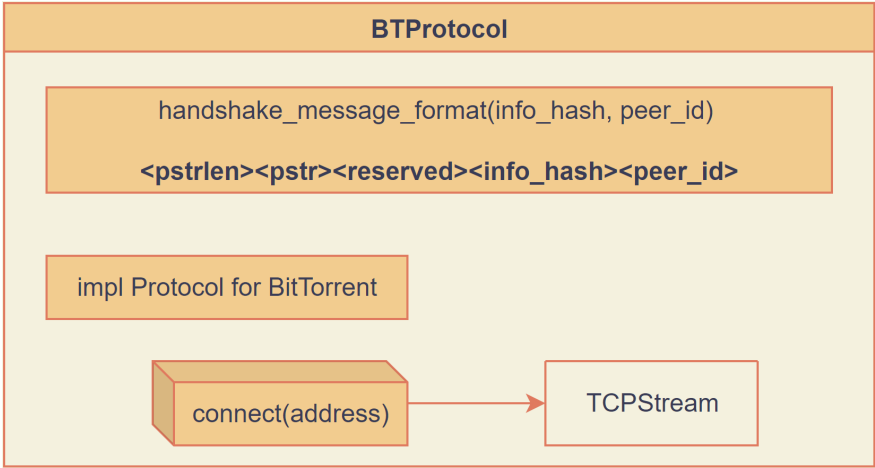 BTProtocol
handshake_message_format(info_hash, peer_id)
<pstrlen><pstr><reserved><info_hash><peer_id>
impl Protocol for BitTorrent
connect(address)
TCPStream